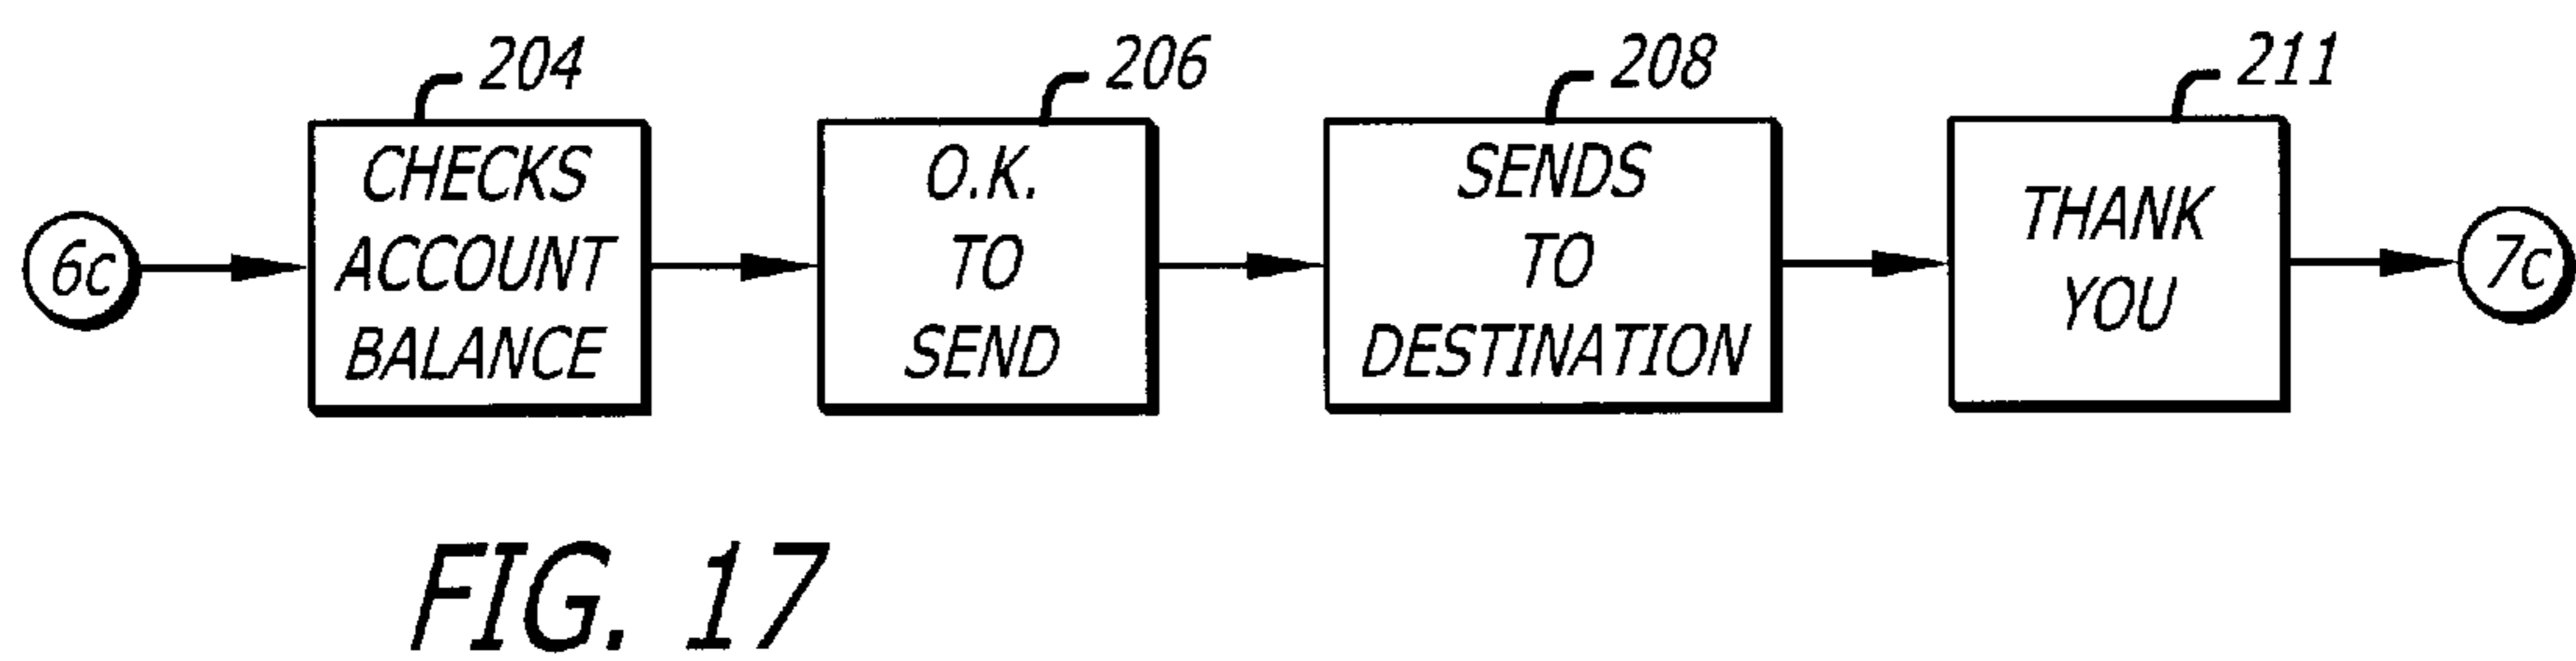 204
206
208
211
6c
CHECKS
ACCOUNT
BALANCE
O.K.
TO
SEND
SENDS
TO
DESTINATION
THANK
YOU
7c
FIG. 17